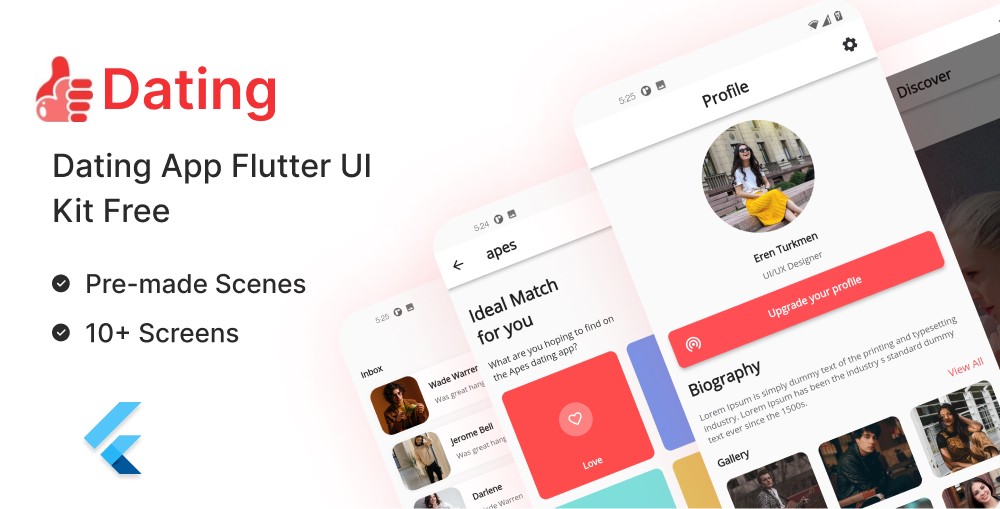 Dating
Dating App Flutter UI
Kit Free
Pre-made Scenes
10+ Screens
5:25
Inbox
Wade Warren
Was great hang
Jerome Bell
Was great hang
Darlene
Wade Warren
5:24
apes
Ideal Match
for you
What are you hoping to find on
the Apes dating app?
Love
5:25
Profile
Eren Turkmen
UI/UX Designer
Upgrade your profile
Biography
Lorem Ipsum is simply dummy text of the printing and typesetting
industry. Lorem Ipsum has been the industry s standard dummy
text ever since the 1500s.
View All
Gallery
Discover